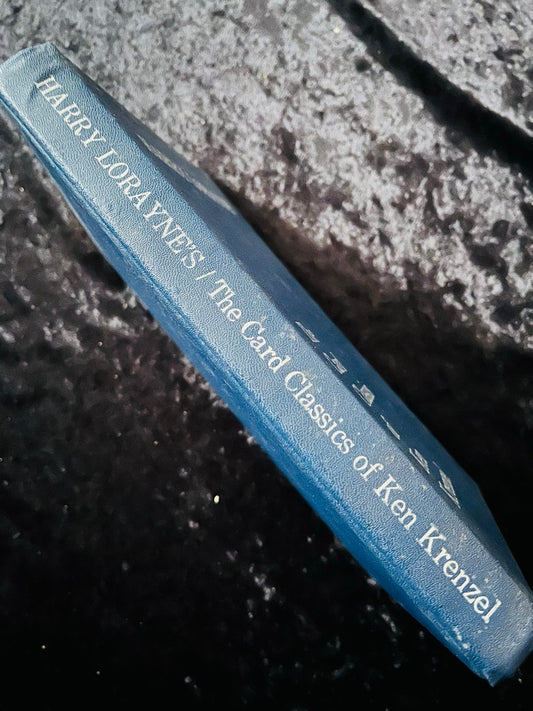 HARRY LORAYNE'S / The Card Classics of Ken Krenzel